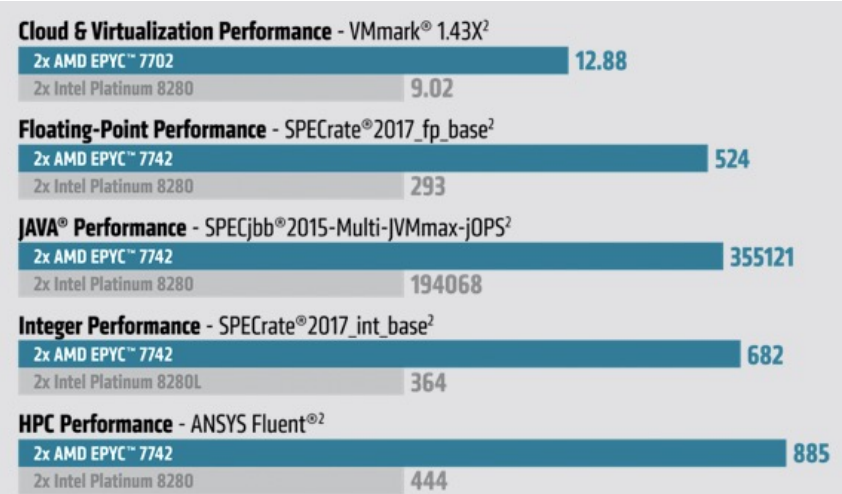 Cloud & Virtualization Performance - VMmark® 1.43X²
2x AMD EPYC™ 7702 12.88
2x Intel Platinum 8280 9.02
Floating-Point Performance - SPECrate®2017_fp_base²
2x AMD EPYC™ 7742 524
2x Intel Platinum 8280 293
JAVA® Performance - SPECjbb®2015-Multi-JVMmax-jOPS²
2x AMD EPYC™ 7742 355121
2x Intel Platinum 8280 194068
Integer Performance - SPECrate®2017_int_base²
2x AMD EPYC™ 7742 682
2x Intel Platinum 8280L 364
HPC Performance - ANSYS Fluent®²
2x AMD EPYC™ 7742 885
2x Intel Platinum 8280 444